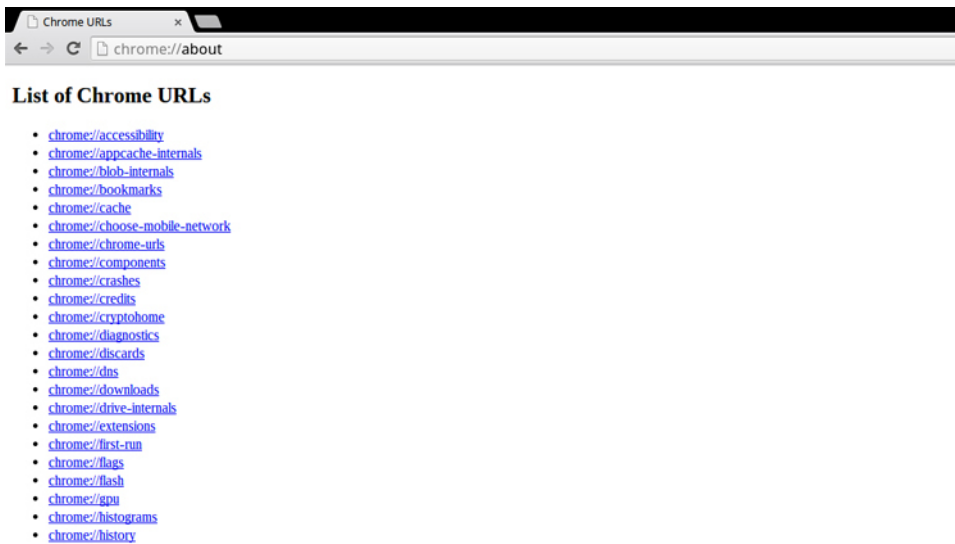 Chrome URLs
chrome://about
List of Chrome URLs
chrome://accessibility
chrome://appcache-internals
chrome://blob-internals
chrome://bookmarks
chrome://cache
chrome://choose-mobile-network
chrome://chrome-urls
chrome://components
chrome://crashes
chrome://credits
chrome://cryptohome
chrome://diagnostics
chrome://discards
chrome://dns
chrome://downloads
chrome://drive-internals
chrome://extensions
chrome://first-run
chrome://flags
chrome://flash
chrome://gpu
chrome://histograms
chrome://history